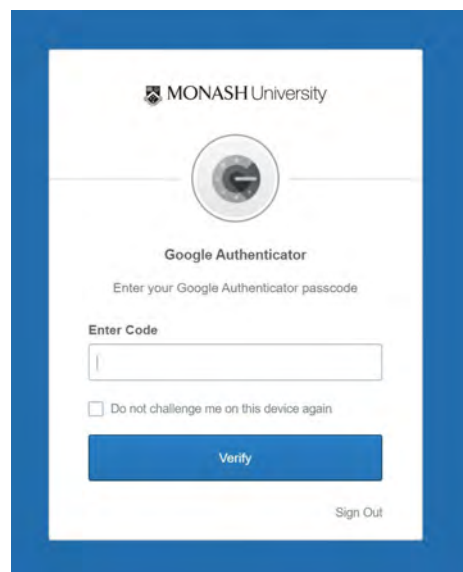 MONASH University
Google Authenticator
Enter your Google Authenticator passcode
Enter Code
Do not challenge me on this device again
Verify
Sign Out